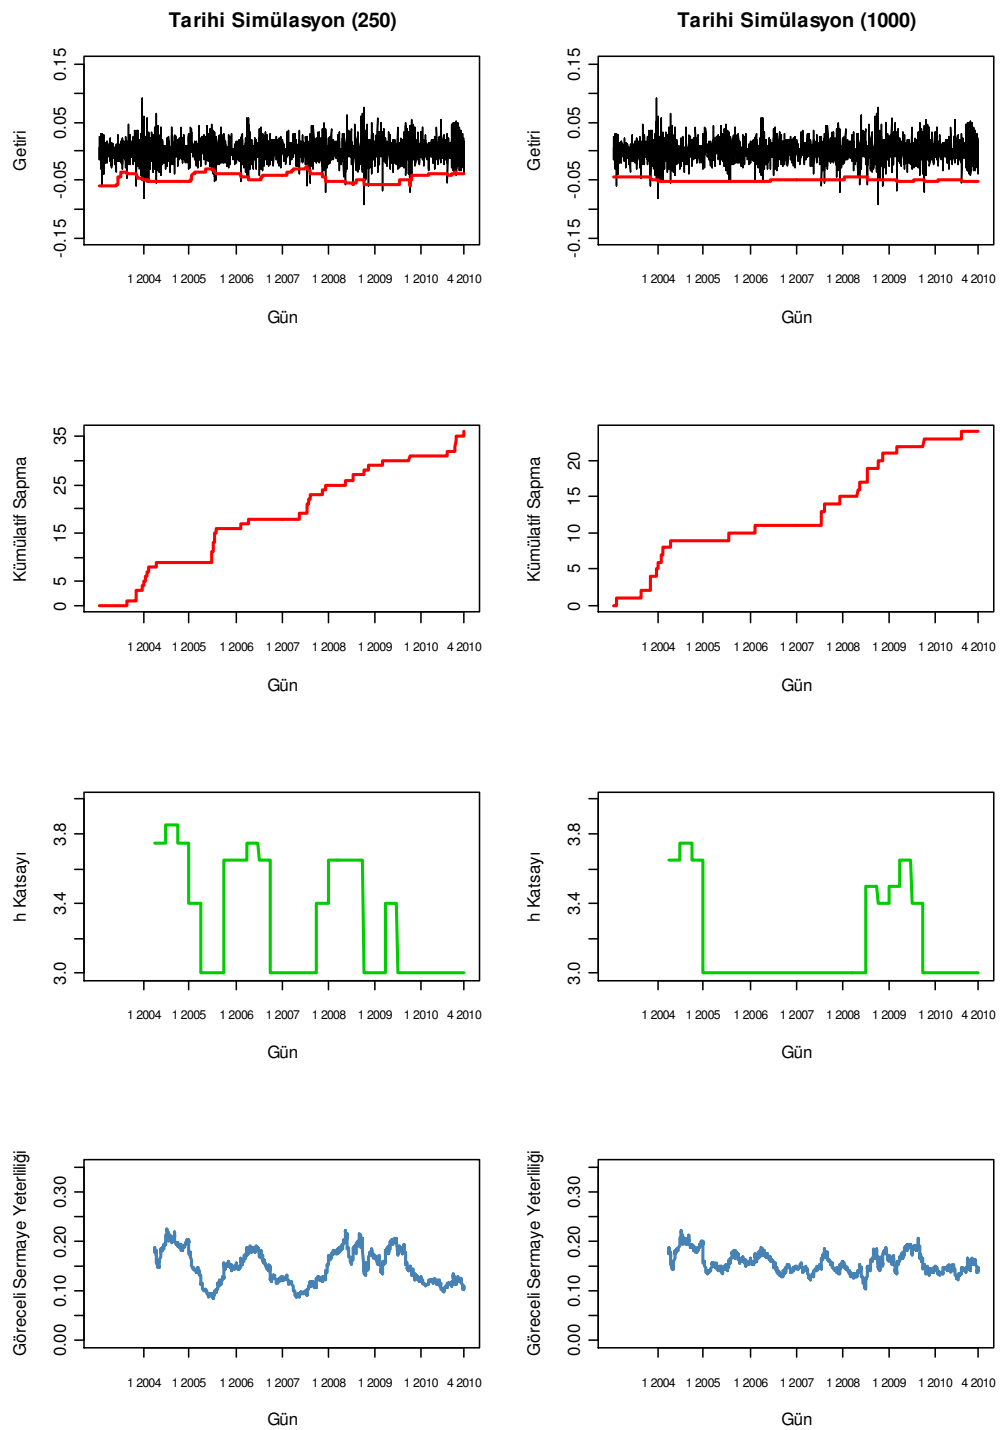 Tarihi Simülasyon (250)
Getiri
0.15
0.05
-0.05
-0.15
1 2004 1 2005 1 2006 1 2007 1 2008 1 2009 1 2010 4 2010
Gün
Tarihi Simülasyon (1000)
Getiri
0.15
0.05
-0.05
-0.15
1 2004 1 2005 1 2006 1 2007 1 2008 1 2009 1 2010 4 2010
Gün
Kümülatif Sapma
35
25
15
5
0
1 2004 1 2005 1 2006 1 2007 1 2008 1 2009 1 2010 4 2010
Gün
Kümülatif Sapma
20
15
10
5
0
1 2004 1 2005 1 2006 1 2007 1 2008 1 2009 1 2010 4 2010
Gün
h Katsayı
3.8
3.4
3.0
1 2004 1 2005 1 2006 1 2007 1 2008 1 2009 1 2010 4 2010
Gün
h Katsayı
3.8
3.4
3.0
1 2004 1 2005 1 2006 1 2007 1 2008 1 2009 1 2010 4 2010
Gün
Göreceli Sermaye Yeterliliği
0.30
0.20
0.10
0.00
1 2004 1 2005 1 2006 1 2007 1 2008 1 2009 1 2010 4 2010
Gün
Göreceli Sermaye Yeterliliği
0.30
0.20
0.10
0.00
1 2004 1 2005 1 2006 1 2007 1 2008 1 2009 1 2010 4 2010
Gün